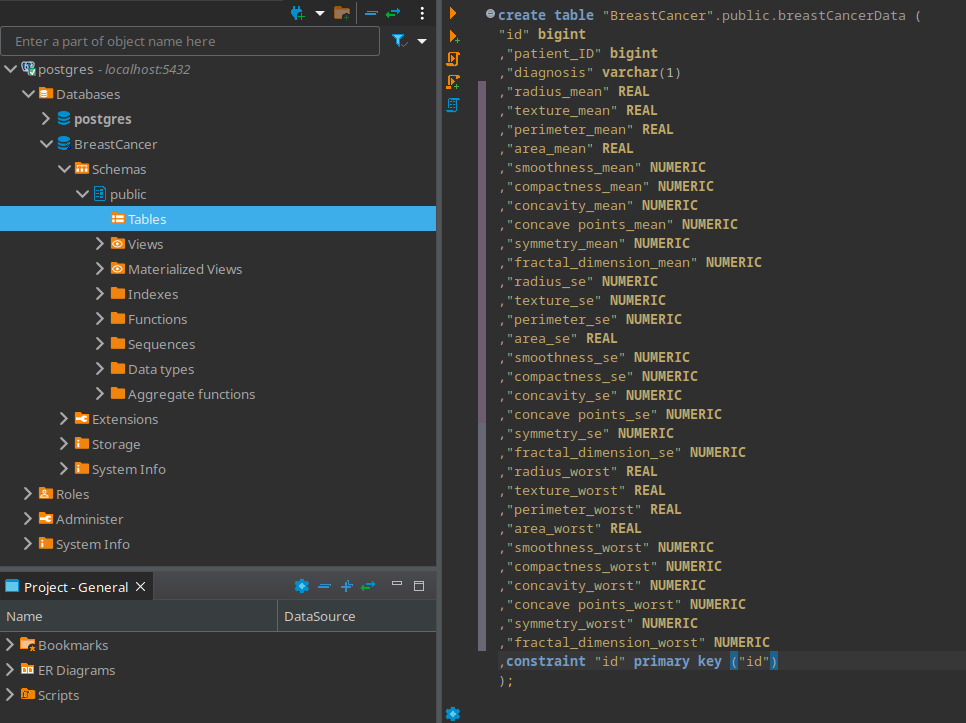 Enter a part of object name here
postgres - localhost:5432
Databases
postgres
BreastCancer
Schemas
public
Tables
Views
Materialized Views
Indexes
Functions
Sequences
Data types
Aggregate functions
Extensions
Storage
System Info
Roles
Administer
System Info
Project - General
Name DataSource
Bookmarks
ER Diagrams
Scripts
create table "BreastCancer".public.breastCancerData (
"id" bigint
,"patient_ID" bigint
,"diagnosis" varchar(1)
,"radius_mean" REAL
,"texture_mean" REAL
,"perimeter_mean" REAL
,"area_mean" REAL
,"smoothness_mean" NUMERIC
,"compactness_mean" NUMERIC
,"concavity_mean" NUMERIC
,"concave points_mean" NUMERIC
,"symmetry_mean" NUMERIC
,"fractal_dimension_mean" NUMERIC
,"radius_se" NUMERIC
,"texture_se" NUMERIC
,"perimeter_se" NUMERIC
,"area_se" REAL
,"smoothness_se" NUMERIC
,"compactness_se" NUMERIC
,"concavity_se" NUMERIC
,"concave points_se" NUMERIC
,"symmetry_se" NUMERIC
,"fractal_dimension_se" NUMERIC
,"radius_worst" REAL
,"texture_worst" REAL
,"perimeter_worst" REAL
,"area_worst" REAL
,"smoothness_worst" NUMERIC
,"compactness_worst" NUMERIC
,"concavity_worst" NUMERIC
,"concave points_worst" NUMERIC
,"symmetry_worst" NUMERIC
,"fractal_dimension_worst" NUMERIC
,constraint "id" primary key ("id")
);